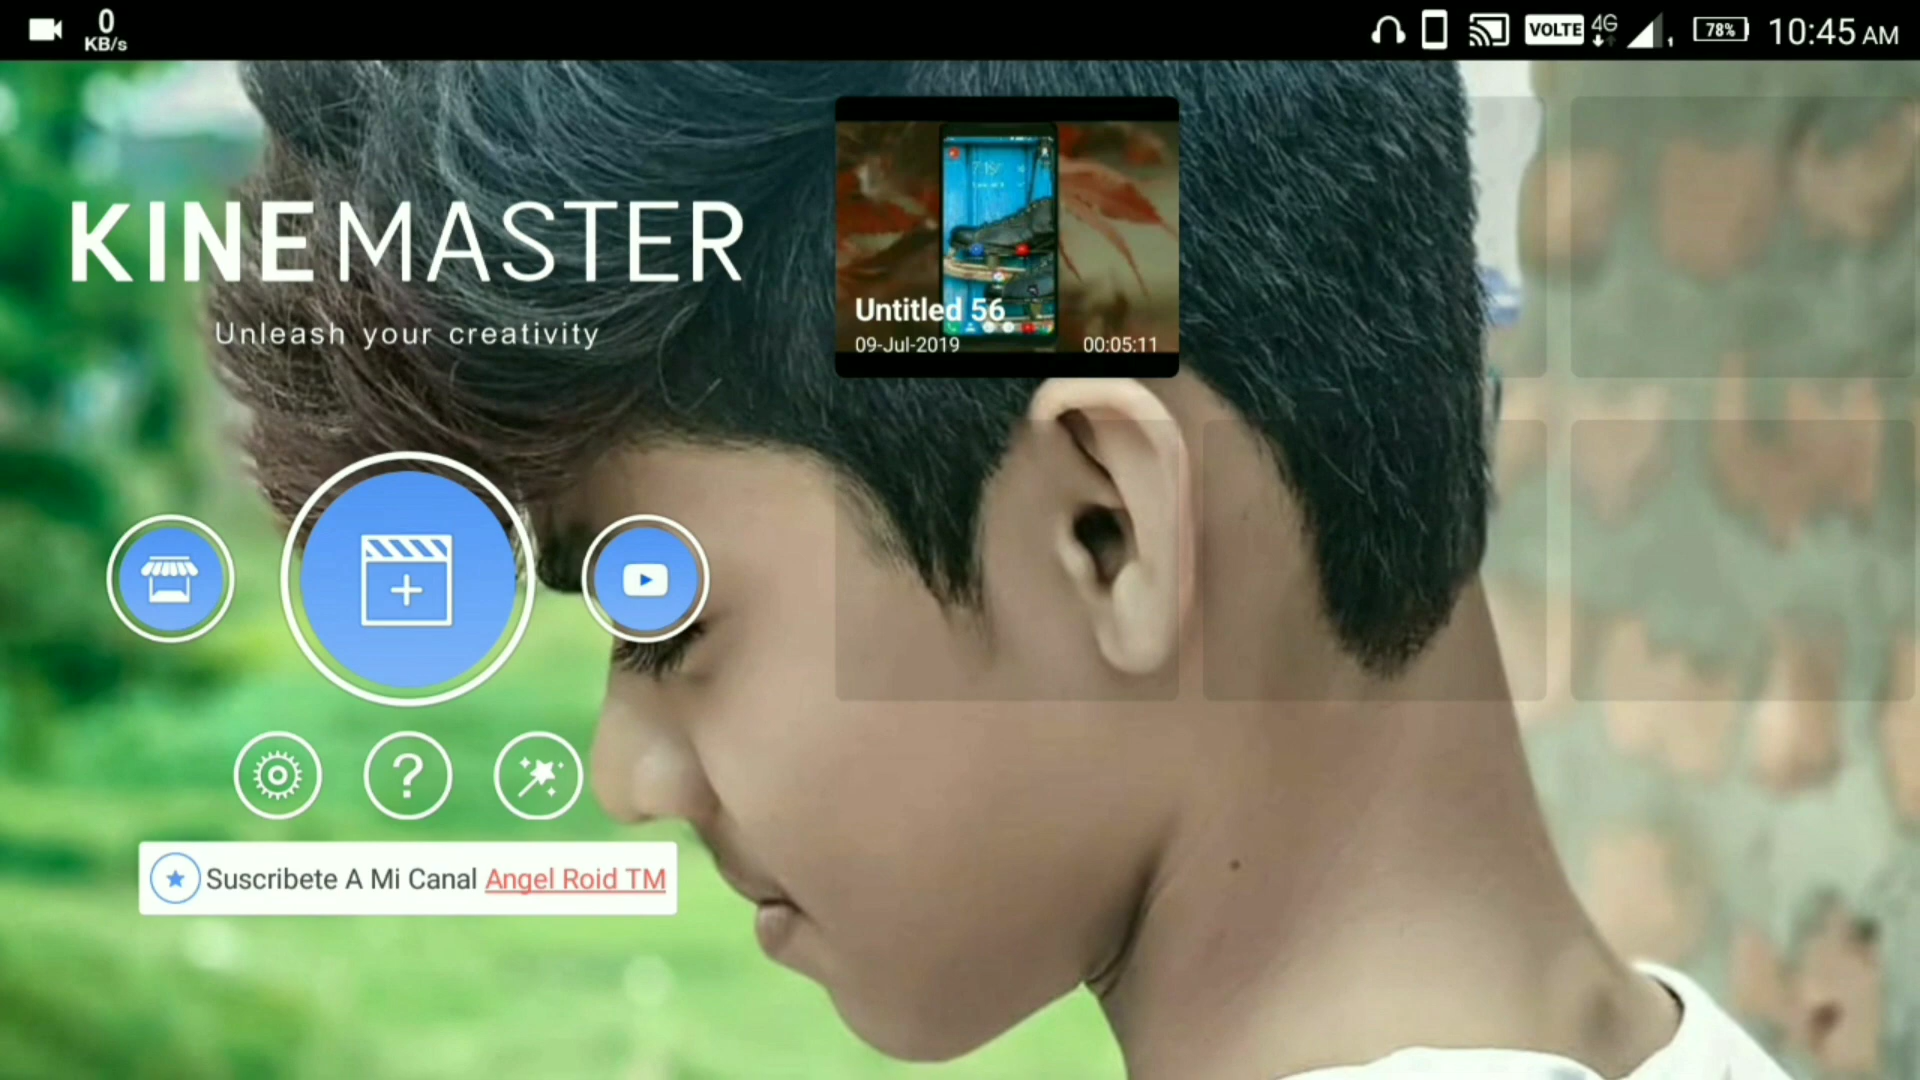 0
KB/s
VOLTE 4G 1 78% 10:45 AM
KINEMASTER
Unleash your creativity
Untitled 56
09-Jul-2019 00:05:11
?
Suscribete A Mi Canal Angel Roid TM